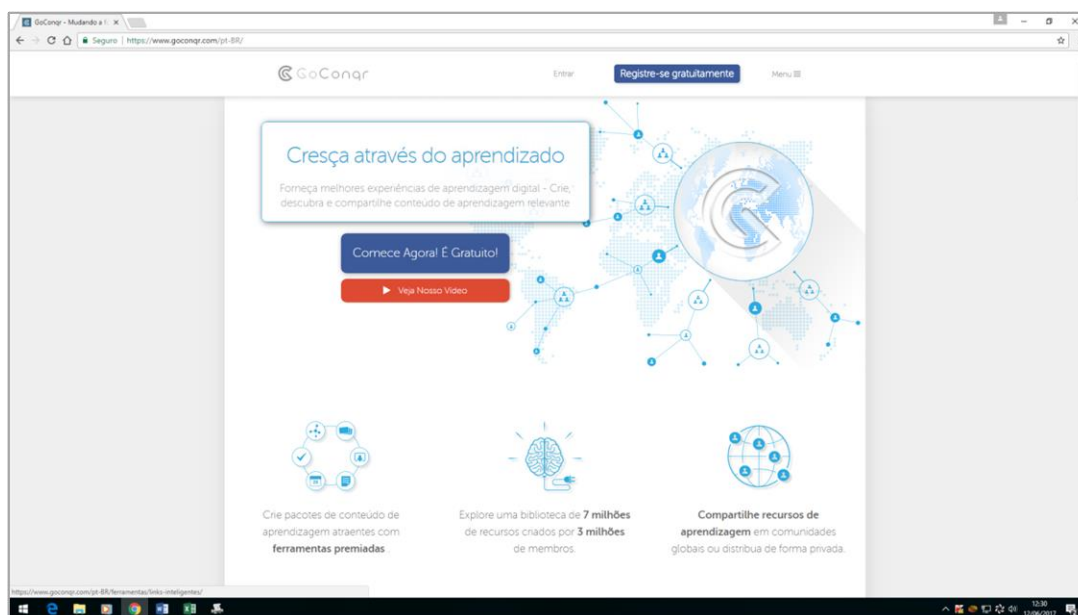 GoConqr - Mudando a f
Seguro | https://www.goconqr.com/pt-BR/
GoConqr
Entrar
Registre-se gratuitamente
Menu
Cresça através do aprendizado
Forneça melhores experiências de aprendizagem digital - Crie,
descubra e compartilhe conteúdo de aprendizagem relevante
Comece Agora! É Gratuito!
Veja Nosso Vídeo
Crie pacotes de conteúdo de
aprendizagem atraentes com
ferramentas premiadas .
Explore uma biblioteca de 7 milhões
de recursos criados por 3 milhões
de membros.
Compartilhe recursos de
aprendizagem em comunidades
globais ou distribua de forma privada.
https://www.goconqr.com/pt-BR/ferramentas/links-inteligentes/
12:30
12/06/2017